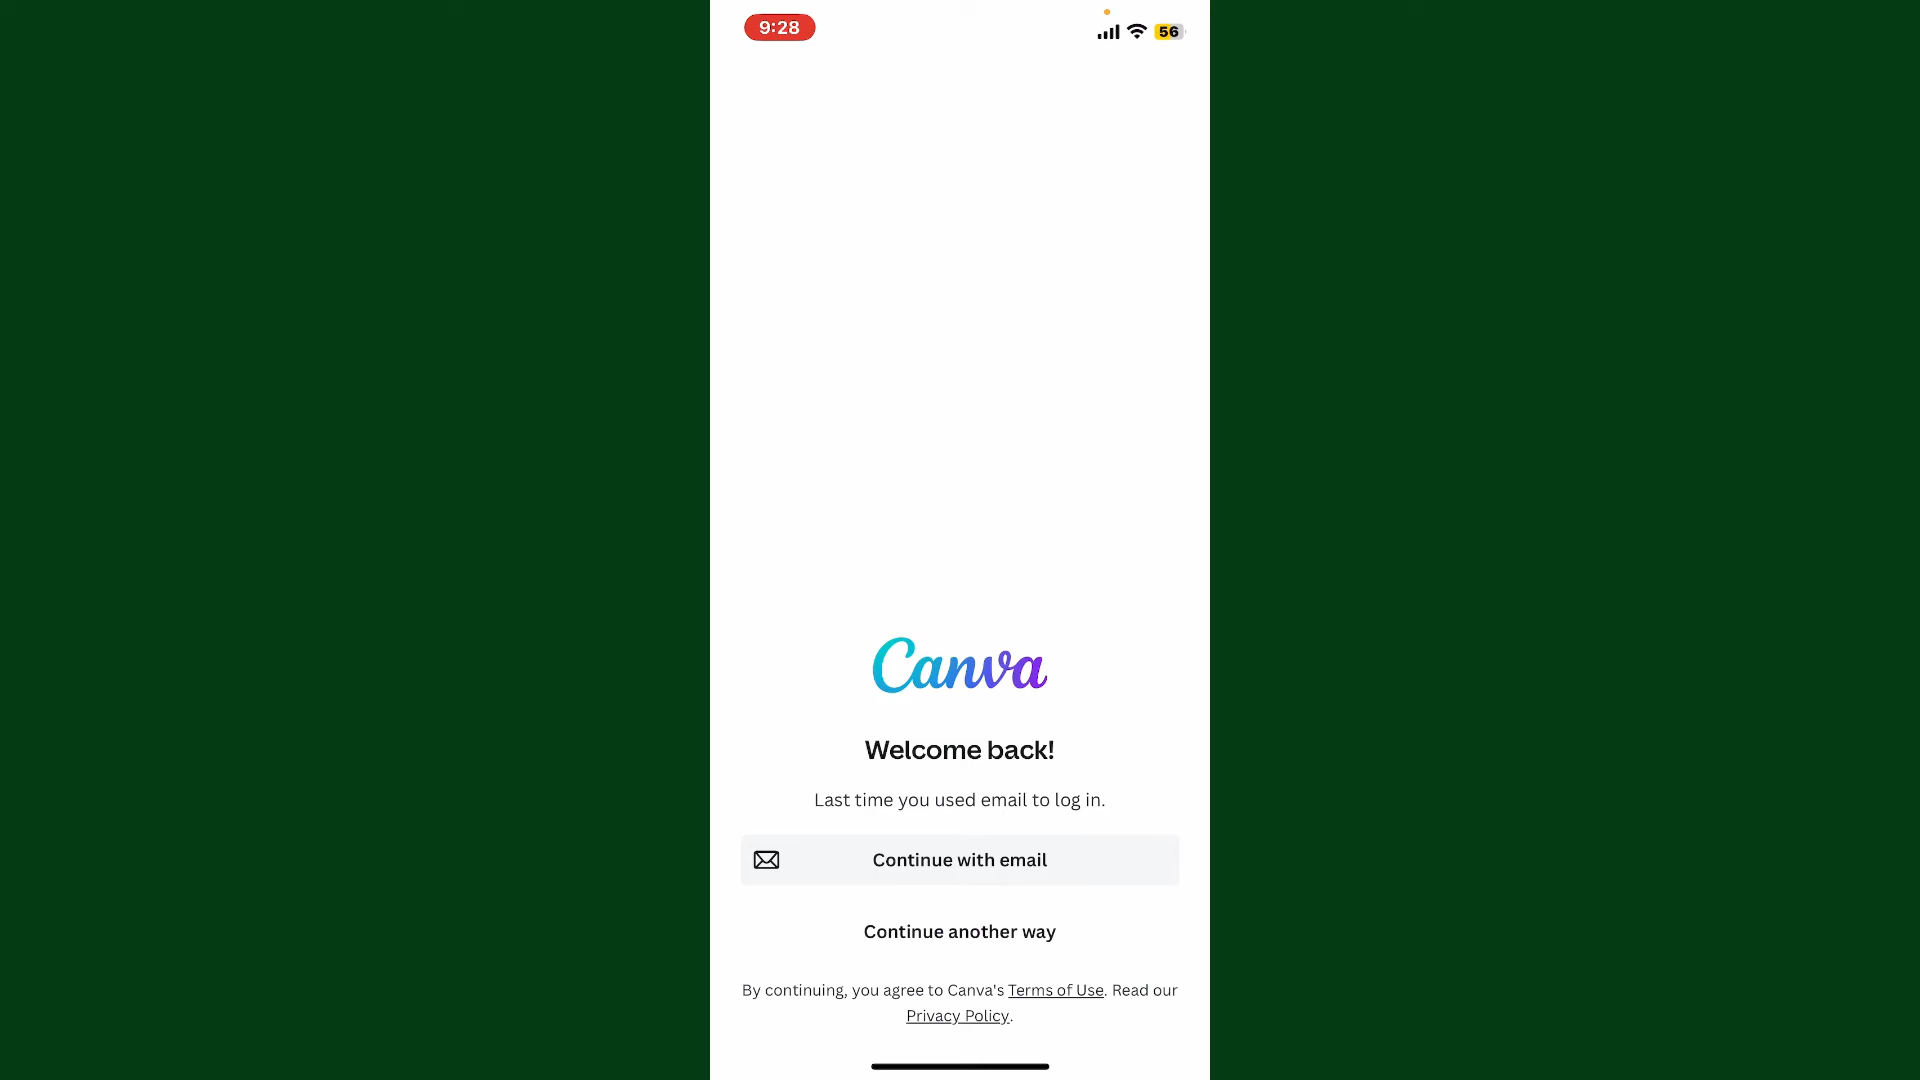 9:28
56
Canva
Welcome back!
Last time you used email to log in.
Continue with email
Continue another way
By continuing, you agree to Canva's Terms of Use. Read our
Privacy Policy.